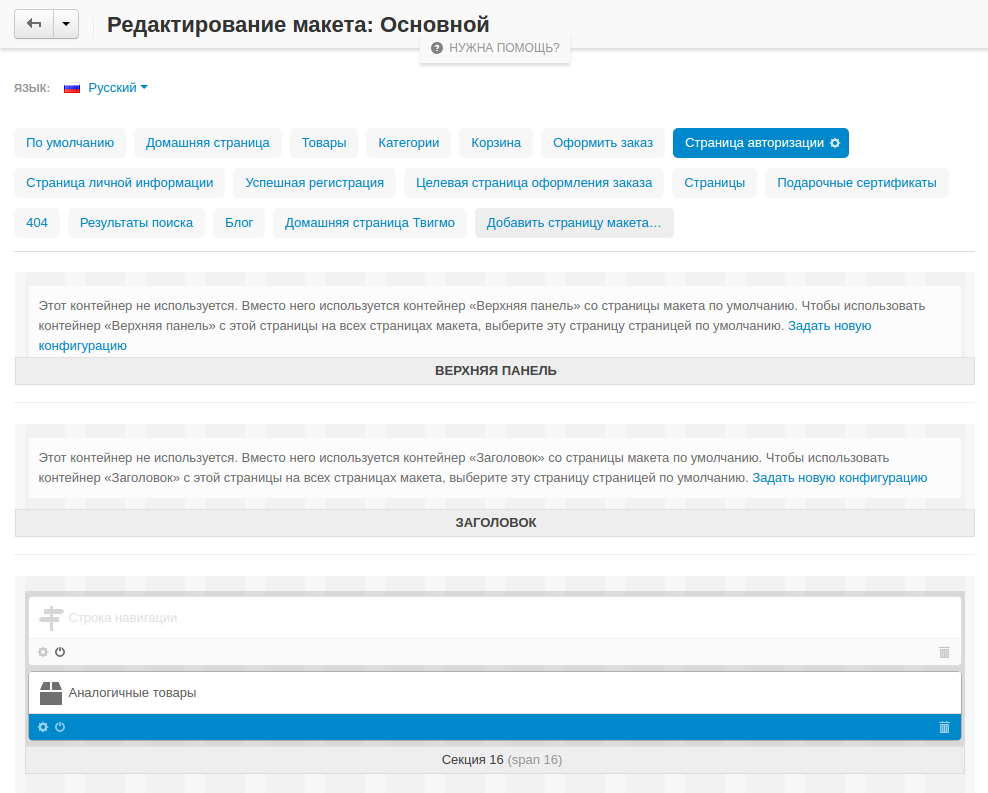 Редактирование макета: Основной
НУЖНА ПОМОЩЬ?
ЯЗЫК: Русский
По умолчанию Домашняя страница Товары Категории Корзина Оформить заказ Страница авторизации
Страница личной информации Успешная регистрация Целевая страница оформления заказа Страницы Подарочные сертификаты
404 Результаты поиска Блог Домашняя страница Твигмо Добавить страницу макета…
Этот контейнер не используется. Вместо него используется контейнер «Верхняя панель» со страницы макета по умолчанию. Чтобы использовать
контейнер «Верхняя панель» с этой страницы на всех страницах макета, выберите эту страницу страницей по умолчанию. Задать новую
конфигурацию
ВЕРХНЯЯ ПАНЕЛЬ
Этот контейнер не используется. Вместо него используется контейнер «Заголовок» со страницы макета по умолчанию. Чтобы использовать
контейнер «Заголовок» с этой страницы на всех страницах макета, выберите эту страницу страницей по умолчанию. Задать новую конфигурацию
ЗАГОЛОВОК
Строка навигации
Аналогичные товары
Секция 16 (span 16)